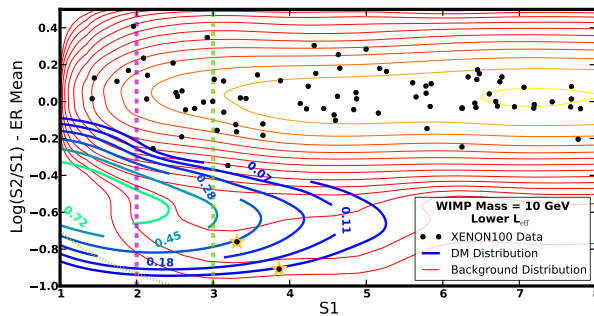 0.4
0.2
0.0
−0.2
−0.4
−0.6
−0.8
−1.0
Log(S2/S1) - ER Mean
0.07
0.28
0.11
0.72
0.45
0.18
WIMP Mass = 10 GeV
Lower L_eff
XENON100 Data
DM Distribution
Background Distribution
1 2 3 4 5 6 7 8
S1